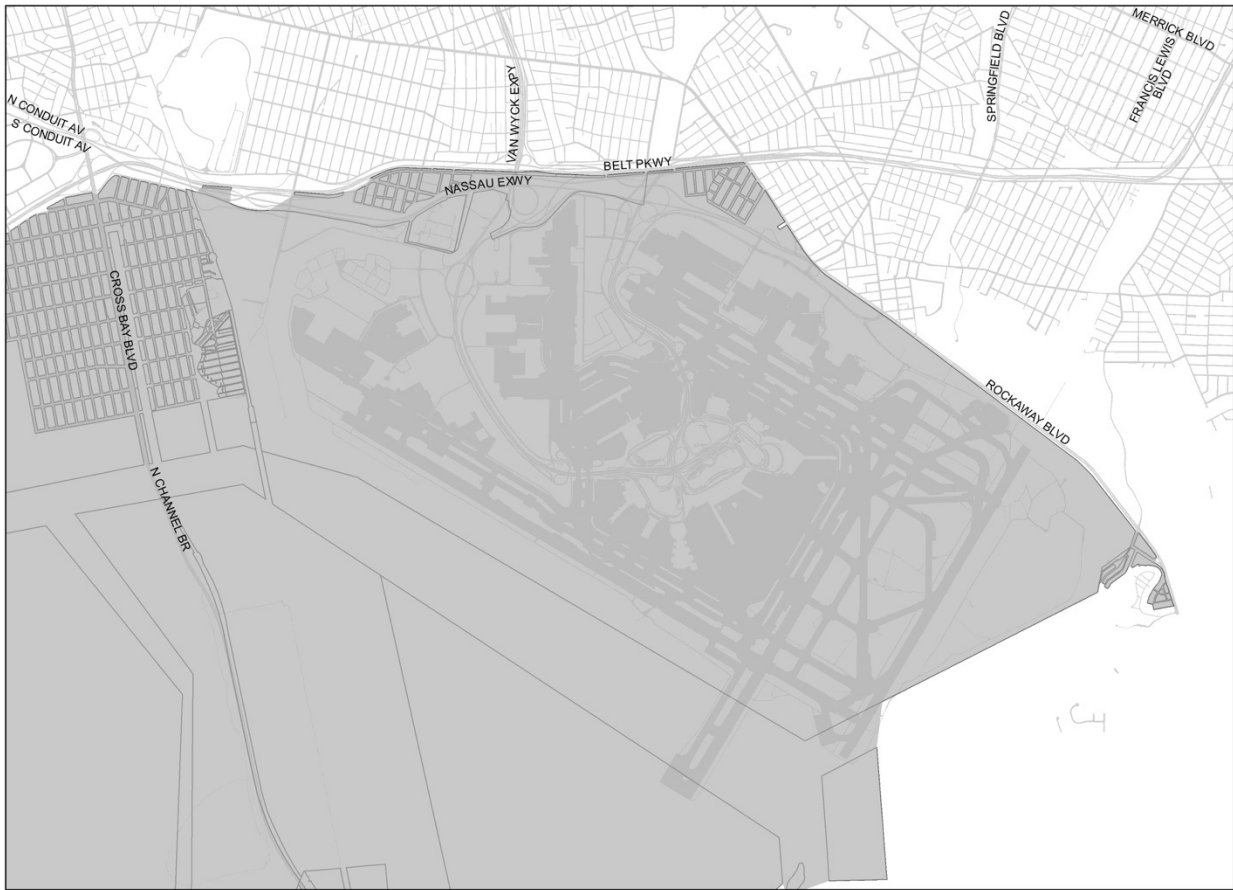 MERRICK BLVD
FRANCIS LEWIS
BLVD
SPRINGFIELD BLVD
VAN WYCK EXPY
N CONDUIT AV
S CONDUIT AV
BELT PKWY
NASSAU EXWY
CROSS BAY BLVD
ROCKAWAY BLVD
N CHANNEL BR